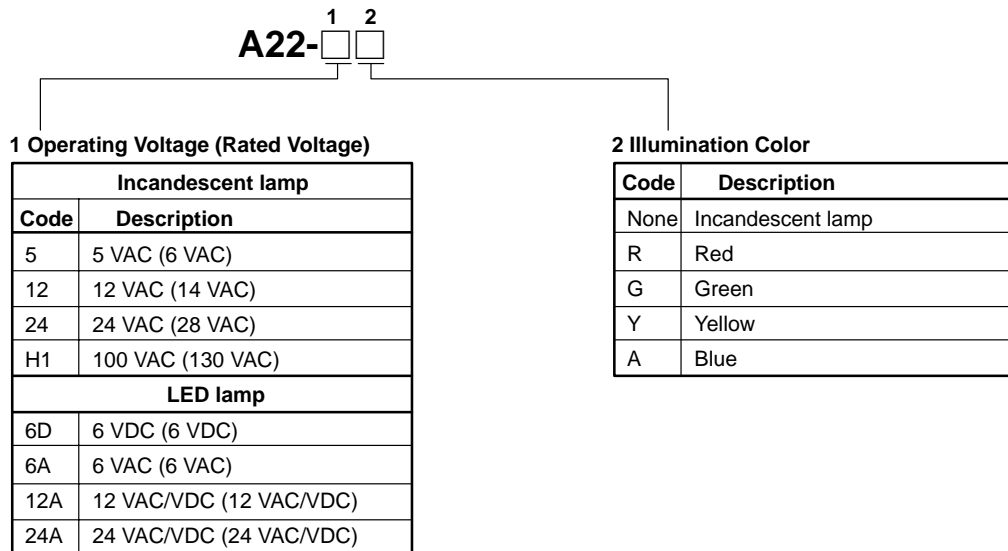 1 2
A22-
1 Operating Voltage (Rated Voltage)
Incandescent lamp
Code Description
5 5 VAC (6 VAC)
12 12 VAC (14 VAC)
24 24 VAC (28 VAC)
H1 100 VAC (130 VAC)
LED lamp
6D 6 VDC (6 VDC)
6A 6 VAC (6 VAC)
12A 12 VAC/VDC (12 VAC/VDC)
24A 24 VAC/VDC (24 VAC/VDC)
2 Illumination Color
Code Description
None Incandescent lamp
R Red
G Green
Y Yellow
A Blue